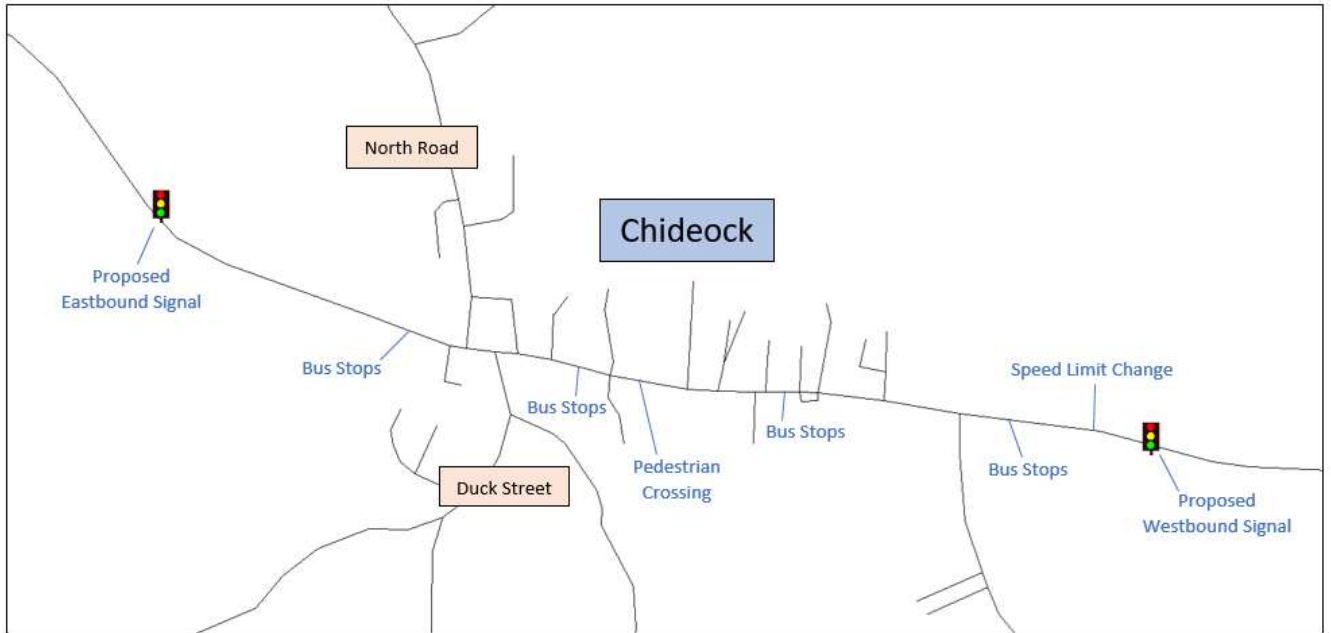 North Road
Chideock
Proposed
Eastbound Signal
Bus Stops
Bus Stops
Bus Stops
Speed Limit Change
Bus Stops
Pedestrian
Crossing
Duck Street
Proposed
Westbound Signal